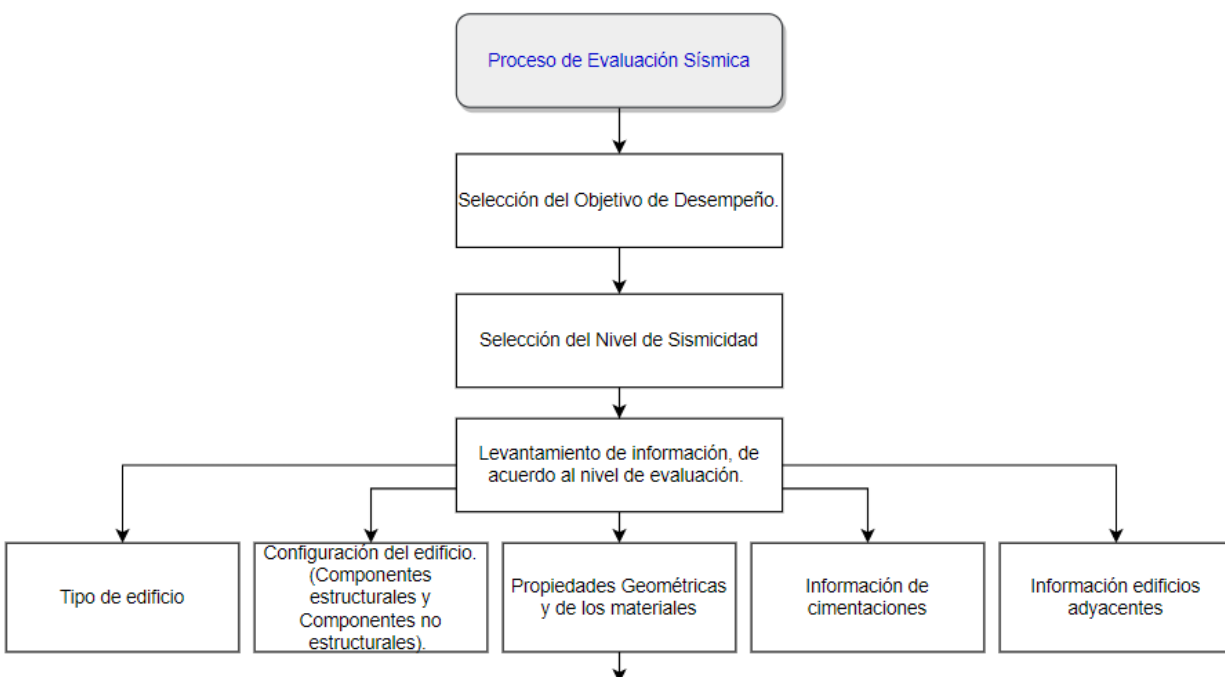 Proceso de Evaluación Sísmica
Selección del Objetivo de Desempeño.
Selección del Nivel de Sismicidad
Levantamiento de información, de
acuerdo al nivel de evaluación.
Tipo de edificio
Configuración del edificio.
(Componentes
estructurales y
Componentes no
estructurales).
Propiedades Geométricas
y de los materiales
Información de
cimentaciones
Información edificios
adyacentes